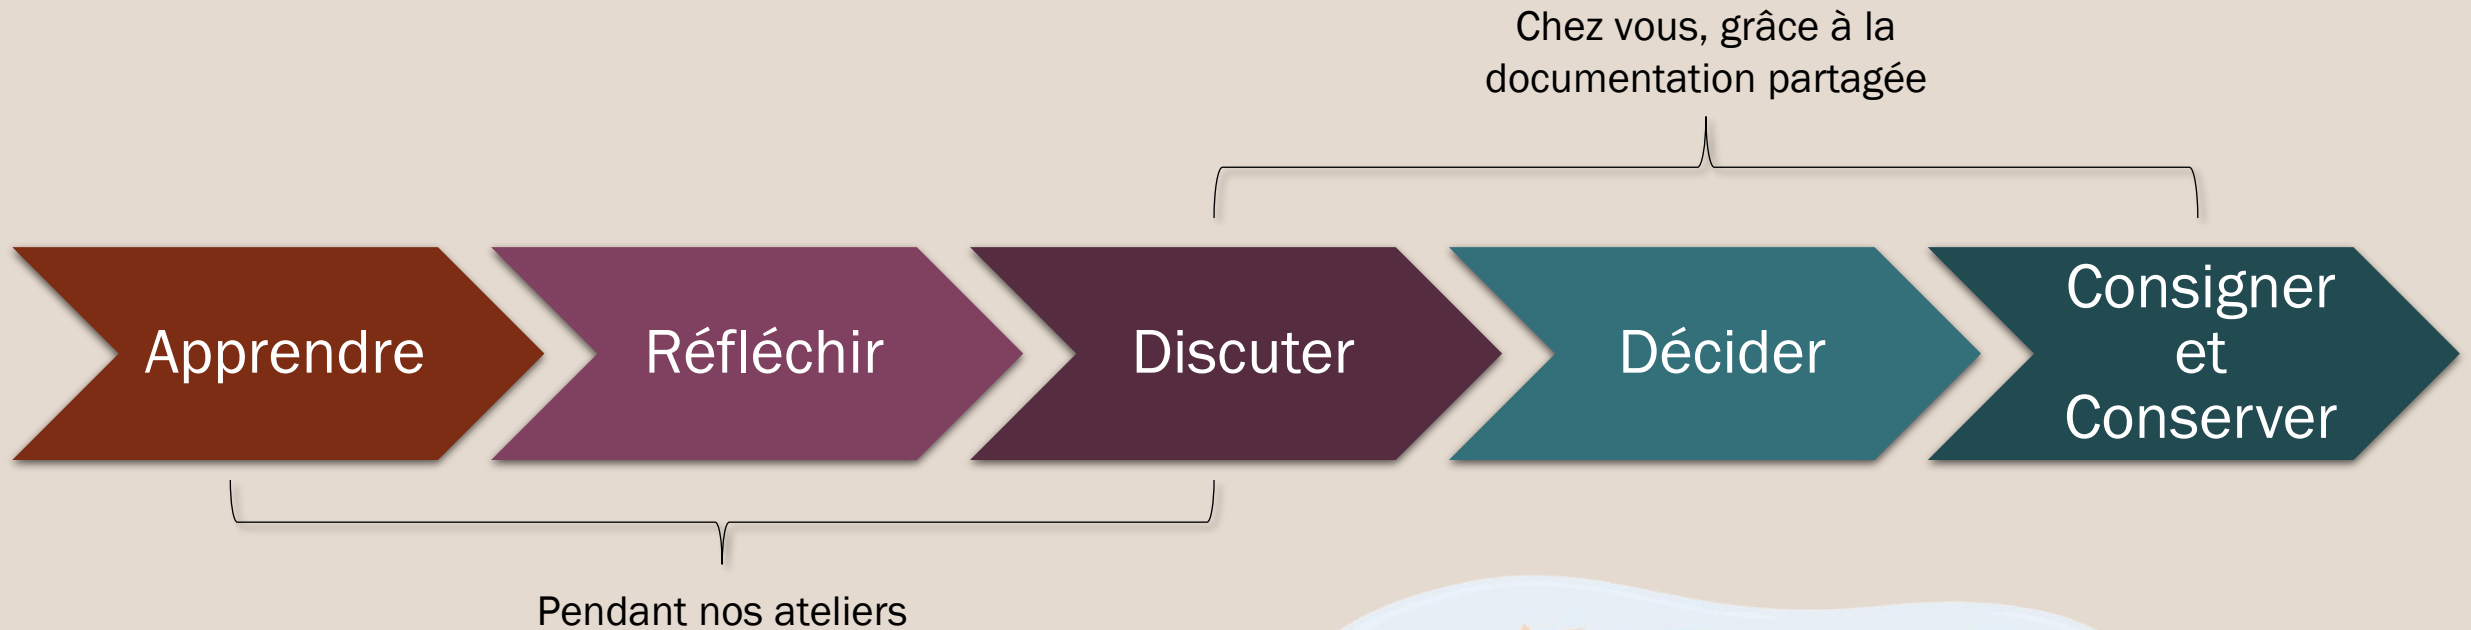 Chez vous, grâce à la
documentation partagée
Apprendre
Réfléchir
Discuter
Décider
Consigner
et
Conserver
Pendant nos ateliers